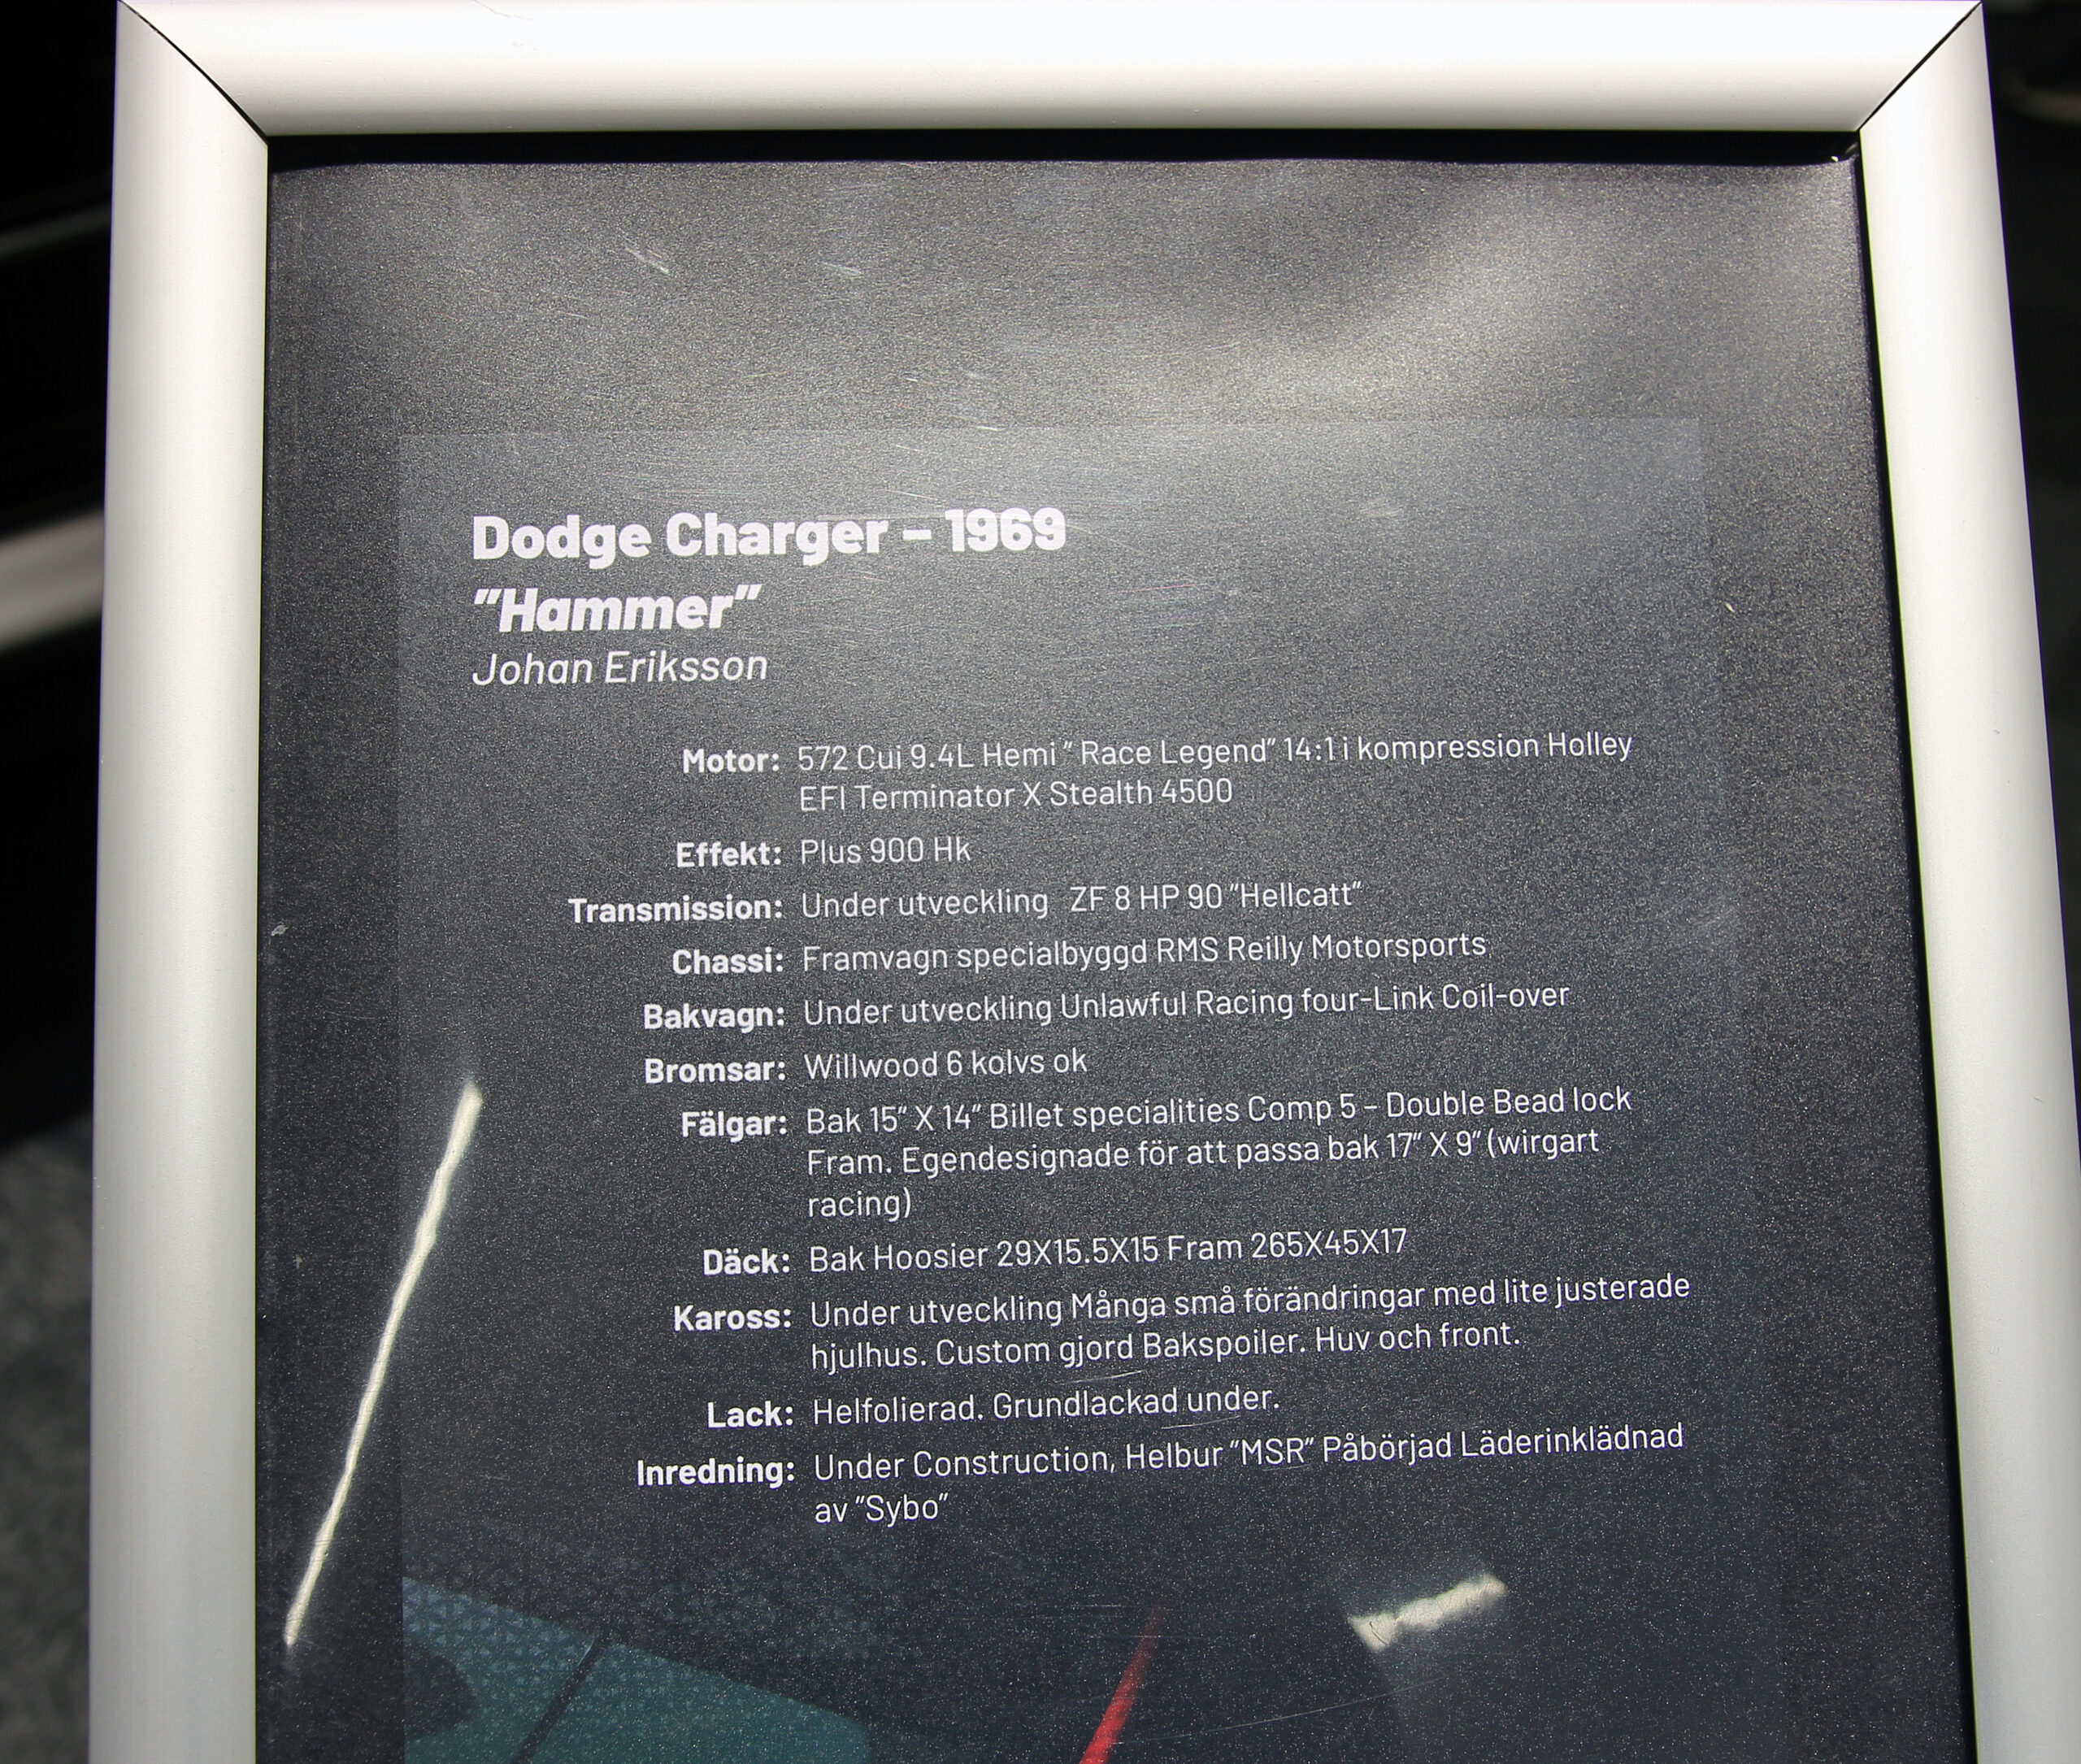 Dodge Charger – 1969
"Hammer"
Johan Eriksson
Motor: 572 Cui 9.4L Hemi " Race Legend" 14:1 i kompression Holley
EFI Terminator X Stealth 4500
Effekt: Plus 900 Hk
Transmission: Under utveckling ZF 8 HP 90 "Hellcatt"
Chassi: Framvagn specialbyggd RMS Reilly Motorsports
Bakvagn: Under utveckling Unlawful Racing four-Link Coil-over
Bromsar: Willwood 6 kolvs ok
Fälgar: Bak 15" X 14" Billet specialities Comp 5 – Double Bead lock
Fram. Egendesignade för att passa bak 17" X 9" (wirgart
racing)
Däck: Bak Hoosier 29X15.5X15 Fram 265X45X17
Kaross: Under utveckling Många små förändringar med lite justerade
hjulhus. Custom gjord Bakspoiler. Huv och front.
Lack: Helfolierad. Grundlackad under.
Inredning: Under Construction, Helbur "MSR" Påbörjad Läderinklädnad
av "Sybo"